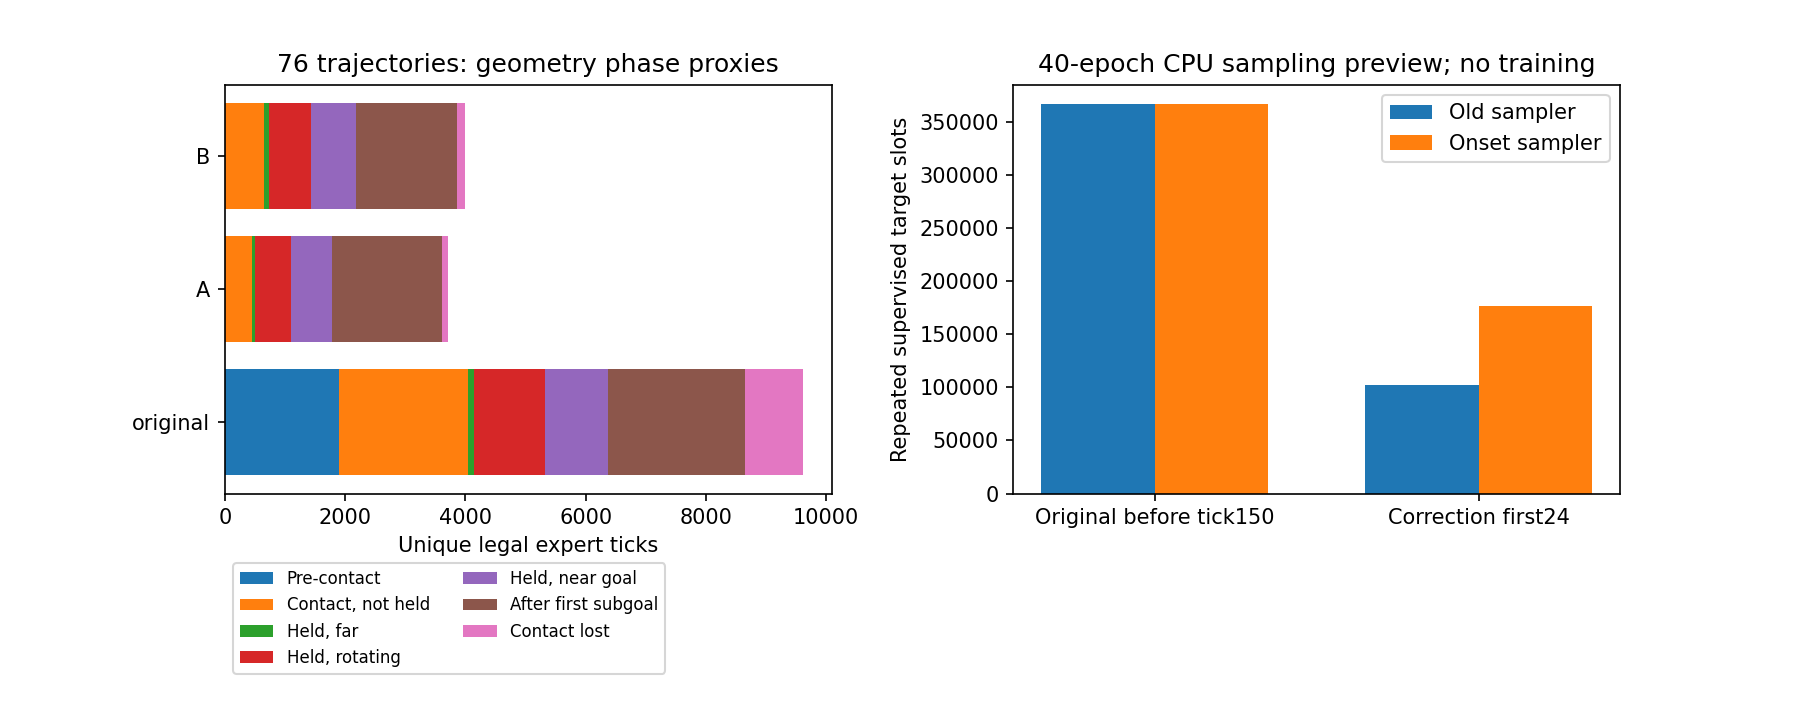 76 trajectories: geometry phase proxies
B
A
original
0 2000 4000 6000 8000 10000
Unique legal expert ticks
Pre-contact
Contact, not held
Held, far
Held, rotating
Held, near goal
After first subgoal
Contact lost
40-epoch CPU sampling preview; no training
Repeated supervised target slots
350000
300000
250000
200000
150000
100000
50000
0
Old sampler
Onset sampler
Original before tick150 Correction first24